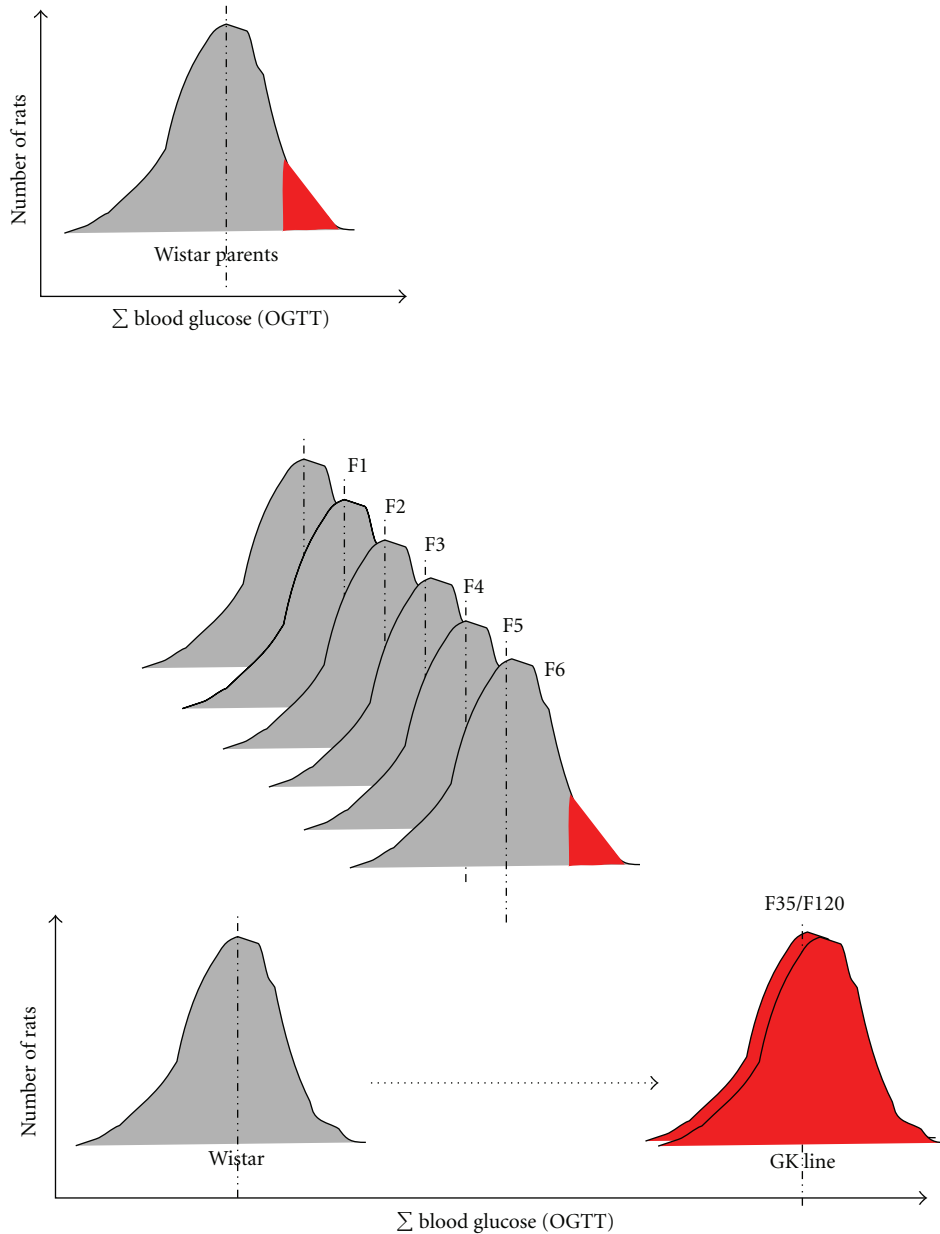 Number of rats
Wistar parents
∑ blood glucose (OGTT)
F1
F2
F3
F4
F5
F6
F35/F120
Number of rats
Wistar
GK line
∑ blood glucose (OGTT)